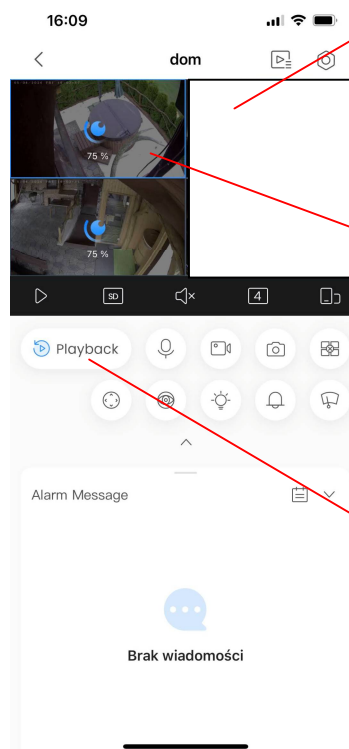 16:09
dom
75 %
75 %
SD
4
Playback
Alarm Message
Brak wiadomości